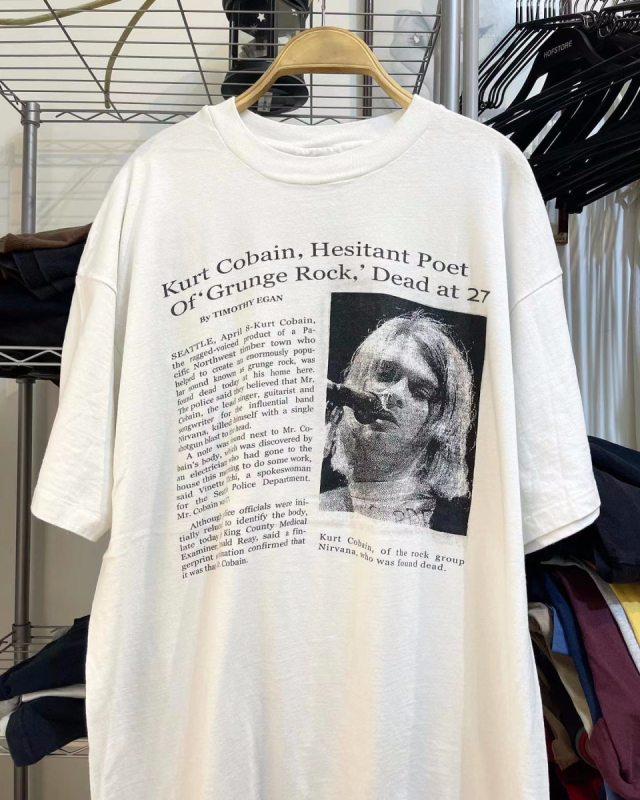 HOFSTORE
Kurt Cobain, Hesitant Poet
Of 'Grunge Rock,' Dead at 27
By TIMOTHY EGAN
SEATTLE, April 8-Kurt Cobain,
the ragged-voiced product of a Pa-
cific Northwest timber town who
helped to create an enormously popu-
lar sound known as grunge rock, was
found dead today at his home here.
The police said they believed that Mr.
Cobain, the lead singer, guitarist and
songwriter for the influential band
Nirvana, killed himself with a single
shotgun blast to the head.
A note was found next to Mr. Co-
bain's body, which was discovered by
an electrician who had gone to the
house this morning to do some work,
said Vinette, a spokeswoman
for the Police Department.
Mr. Cobain
Although police officials were ini-
tially to identify the body,
late today King County Medical
Examiner, Reay, said a fin-
gerprint confirmed that
it was Cobain.
Kurt Cobain, of the rock group
Nirvana, who was found dead.